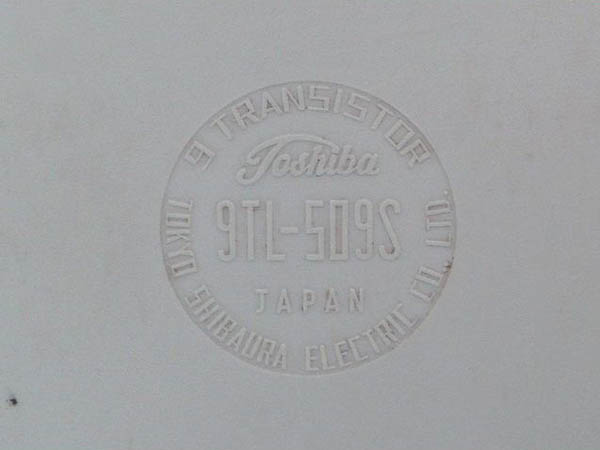 9 TRANSiSTOR
Toshiba
9TL-509S
JAPAN
TOKYO SHIBAURA ELECTRIC CO. LTD.